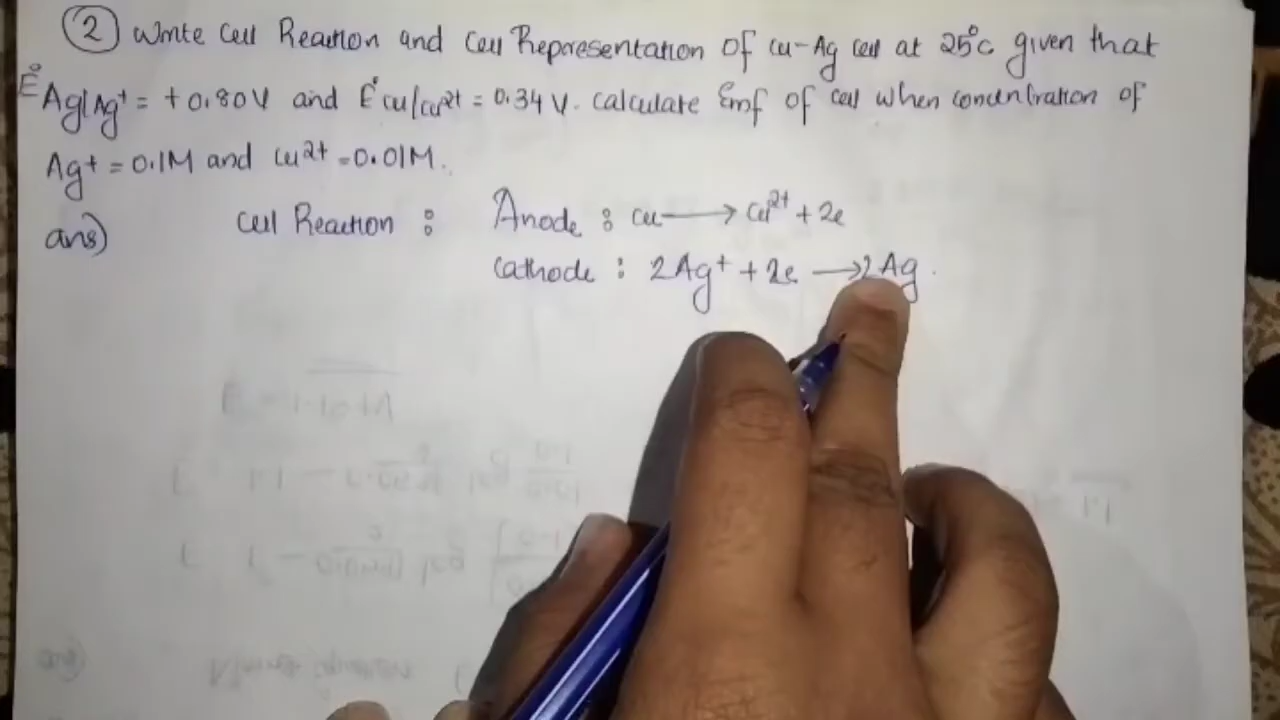 ② Write Cell Reaction and Cell Representation of Cu-Ag cell at 25°C given that
E° Ag/Ag⁺ = +0.80V and E° Cu/Cu²⁺ = 0.34 V. Calculate Emf of cell when concentration of
Ag⁺ = 0.1M and Cu²⁺ = 0.01M.
ans) Cell Reaction : Anode : Cu ⟶ Cu²⁺ + 2e
Cathode : 2Ag⁺ + 2e ⟶ 2Ag.